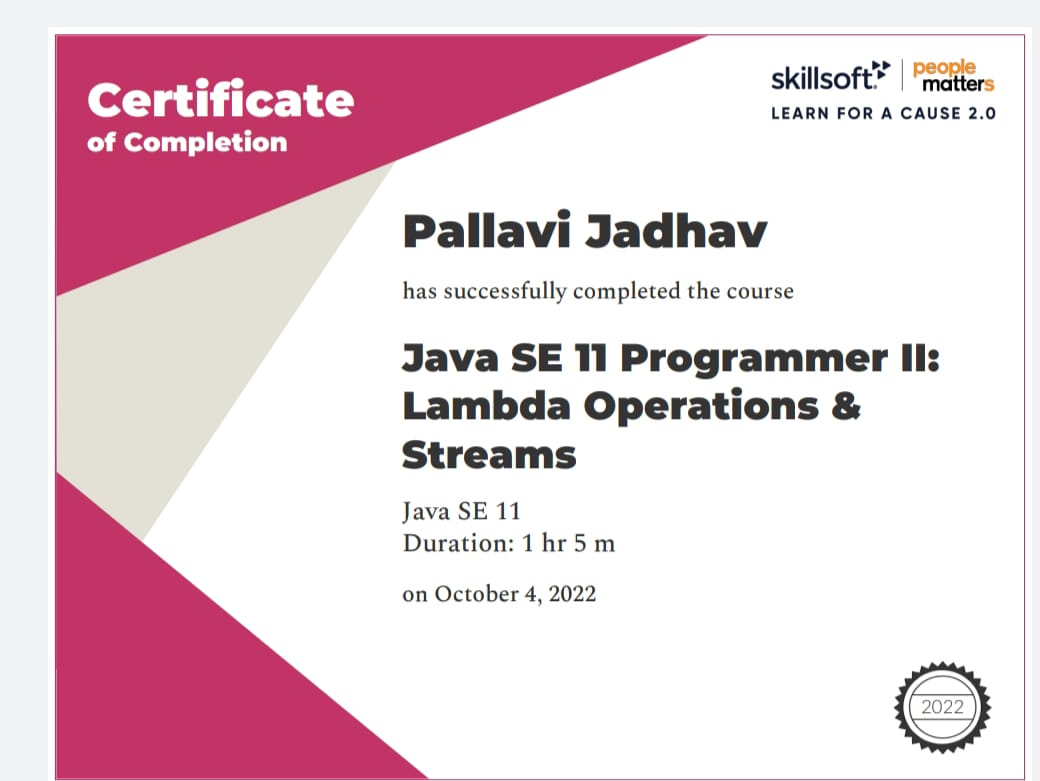 Certificate
of Completion
skillsoft
people
matters
LEARN FOR A CAUSE 2.0
Pallavi Jadhav
has successfully completed the course
Java SE 11 Programmer II:
Lambda Operations &
Streams
Java SE 11
Duration: 1 hr 5 m
on October 4, 2022
2022